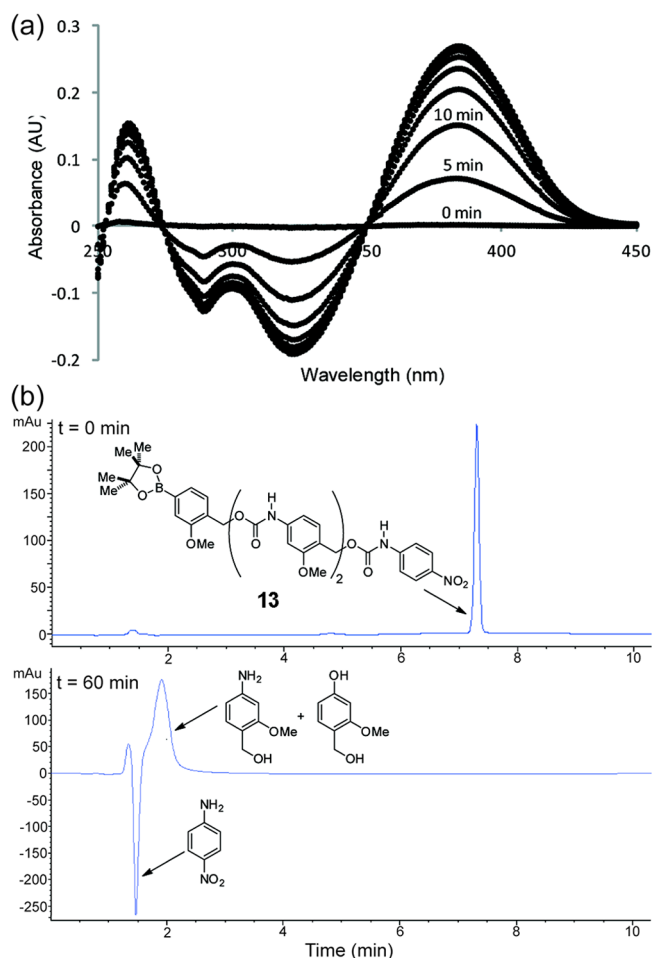 (a)
0.3
0.2
0.1
0
-0.1
-0.2
Absorbance (AU)
10 min
5 min
0 min
250
300
50
400
450
Wavelength (nm)
(b)
mAu
t = 0 min
200
150
100
50
0
Me
Me
Me
Me
O
O
B
OMe
O
O
H
N
OMe
2
O
O
H
N
NO2
13
2
4
6
8
10
mAu
t = 60 min
150
100
50
0
-50
-100
-150
-200
-250
NH2
OMe
OH
+
OH
OMe
OH
NH2
NO2
2
4
6
8
10
Time (min)